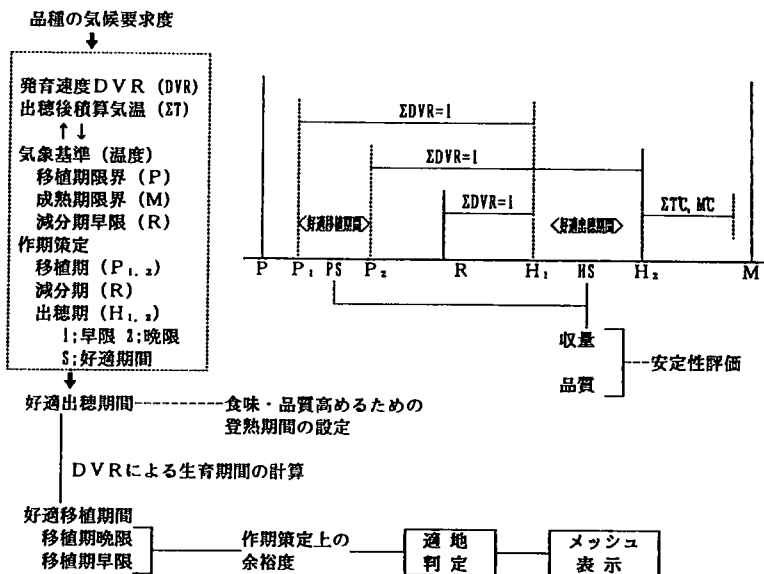 品種の気候要求度
発育速度DVR (DVR)
出穂後積算気温 (ΣT)
↑↓
気象基準 (温度)
移植期限界 (P)
成熟期限界 (M)
減分期早限 (R)
作期策定
移植期 (P₁,₂)
減分期 (R)
出穂期 (H₁,₂)
1;早限 2;晩限
S;好適期間
ΣDVR=1
ΣDVR=1
ΣDVR=1
ΣT℃, M℃
<好適移植期間>
<好適出穂期間>
P P₁ PS P₂ R H₁ HS H₂ M
収量
品質
安定性評価
好適出穂期間
食味・品質高めるための
登熟期間の設定
DVRによる生育期間の計算
好適移植期間
移植期晩限
移植期早限
作期策定上の
余裕度
適地
判定
メッシュ
表示